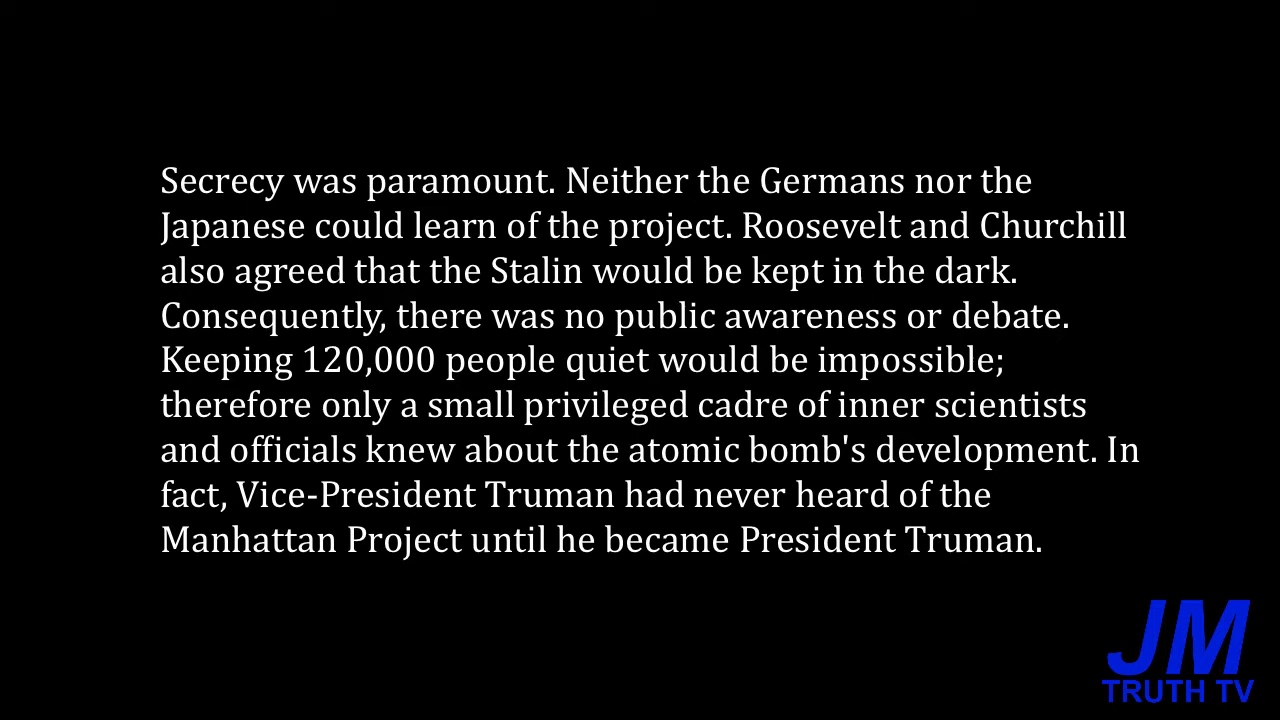 Secrecy was paramount. Neither the Germans nor the
Japanese could learn of the project. Roosevelt and Churchill
also agreed that the Stalin would be kept in the dark.
Consequently, there was no public awareness or debate.
Keeping 120,000 people quiet would be impossible;
therefore only a small privileged cadre of inner scientists
and officials knew about the atomic bomb's development. In
fact, Vice-President Truman had never heard of the
Manhattan Project until he became President Truman.
JM
TRUTH TV